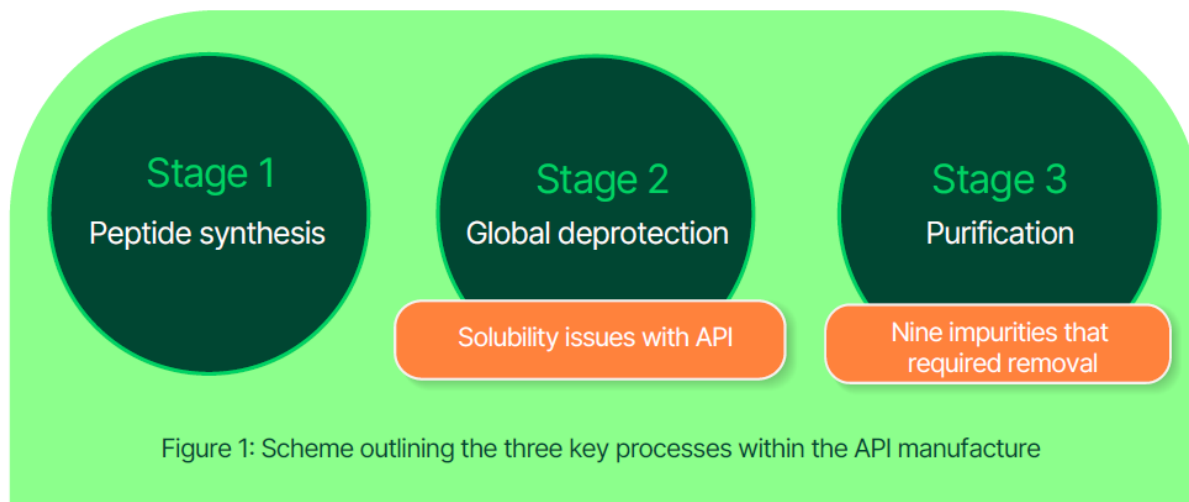 Stage 1
Peptide synthesis
Stage 2
Global deprotection
Solubility issues with API
Stage 3
Purification
Nine impurities that
required removal
Figure 1: Scheme outlining the three key processes within the API manufacture